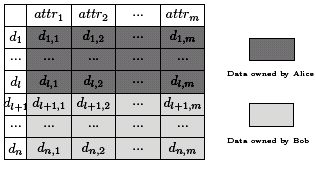 attr₁ attr₂ ... attrₘ
d₁ d₁,₁ d₁,₂ ... d₁,ₘ
... ... ... ... ...
dₗ dₗ,₁ dₗ,₂ ... dₗ,ₘ
dₗ₊₁ dₗ₊₁,₁ dₗ₊₁,₂ ... dₗ₊₁,ₘ
... ... ... ... ...
dₙ dₙ,₁ dₙ,₂ ... dₙ,ₘ
Data owned by Alice
Data owned by Bob